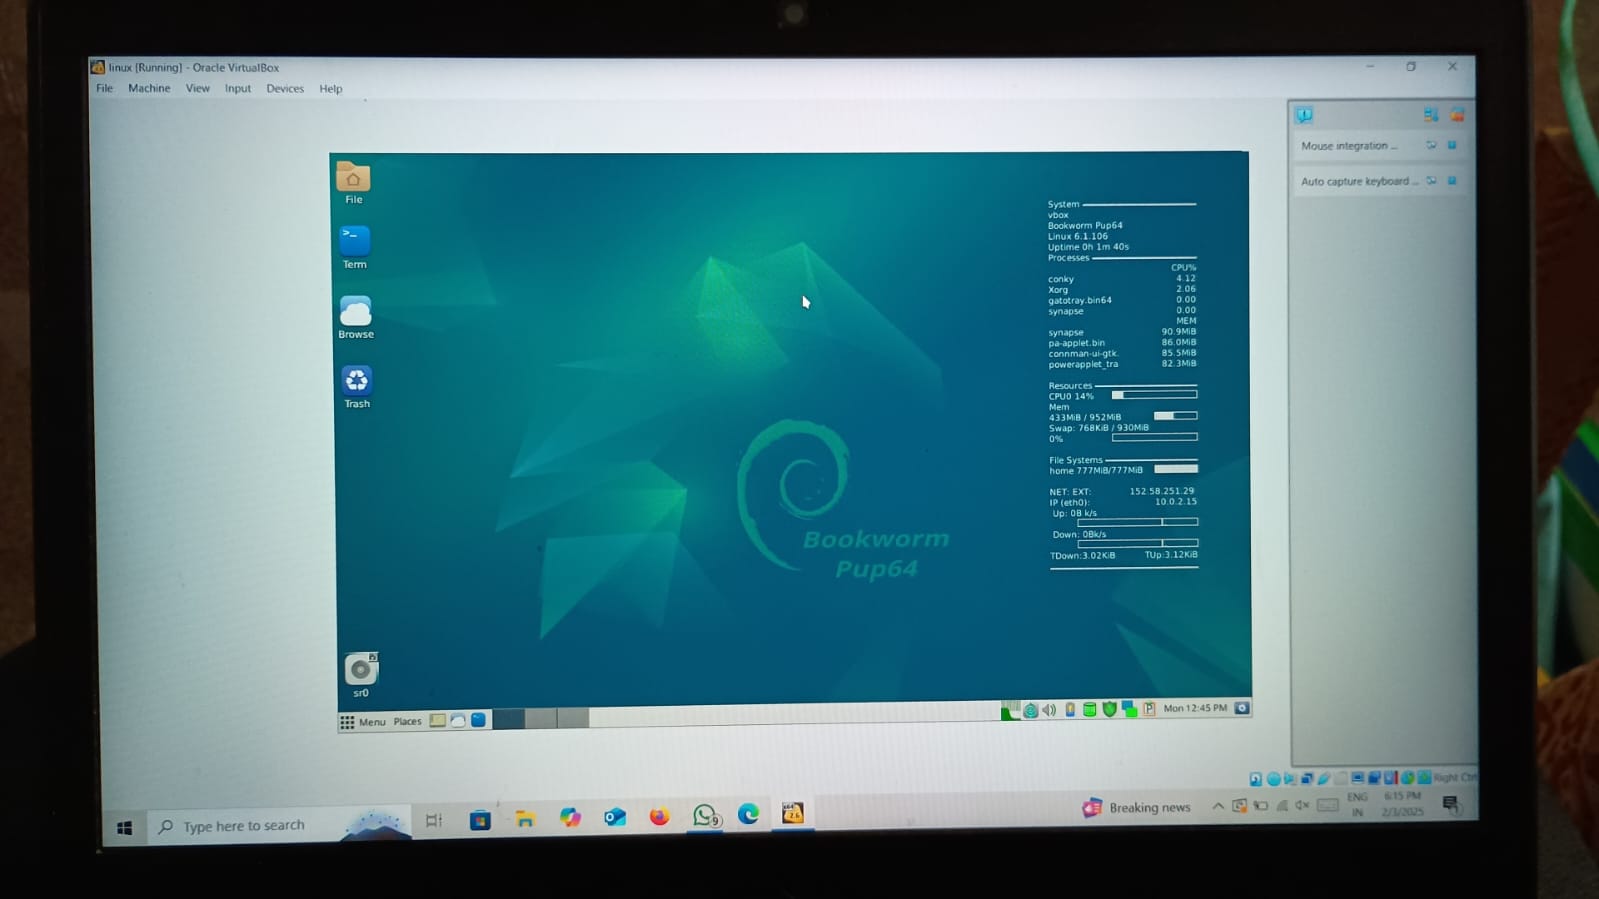 linux [Running] - Oracle VirtualBox
File Machine View Input Devices Help
Mouse integration ...
Auto capture keyboard ...
File
Term
Browse
Trash
sr0
System
vbox
Bookworm Pup64
Linux 6.1.106
Uptime 0h 1m 40s
Processes
CPU%
conky 4.12
Xorg 2.06
gatotray.bin64 0.00
synapse 0.00
MEM
synapse 90.9MiB
pa-applet.bin 86.0MiB
connman-ui-gtk. 85.5MiB
powerapplet_tra 82.3MiB
Resources
CPU0 14%
Mem
433MiB / 952MiB
Swap: 768KiB / 930MiB
0%
File Systems
home 777MiB/777MiB
NET: EXT: 152.58.251.29
IP (eth0): 10.0.2.15
Up: 0B k/s
Down: 0Bk/s
TDown:3.02KiB TUp:3.12KiB
Bookworm
Pup64
Menu Places
P
Mon 12:45 PM
Right Ctrl
Type here to search
9
x64
2.6
Breaking news
ENG
IN
6:15 PM
2/3/2025